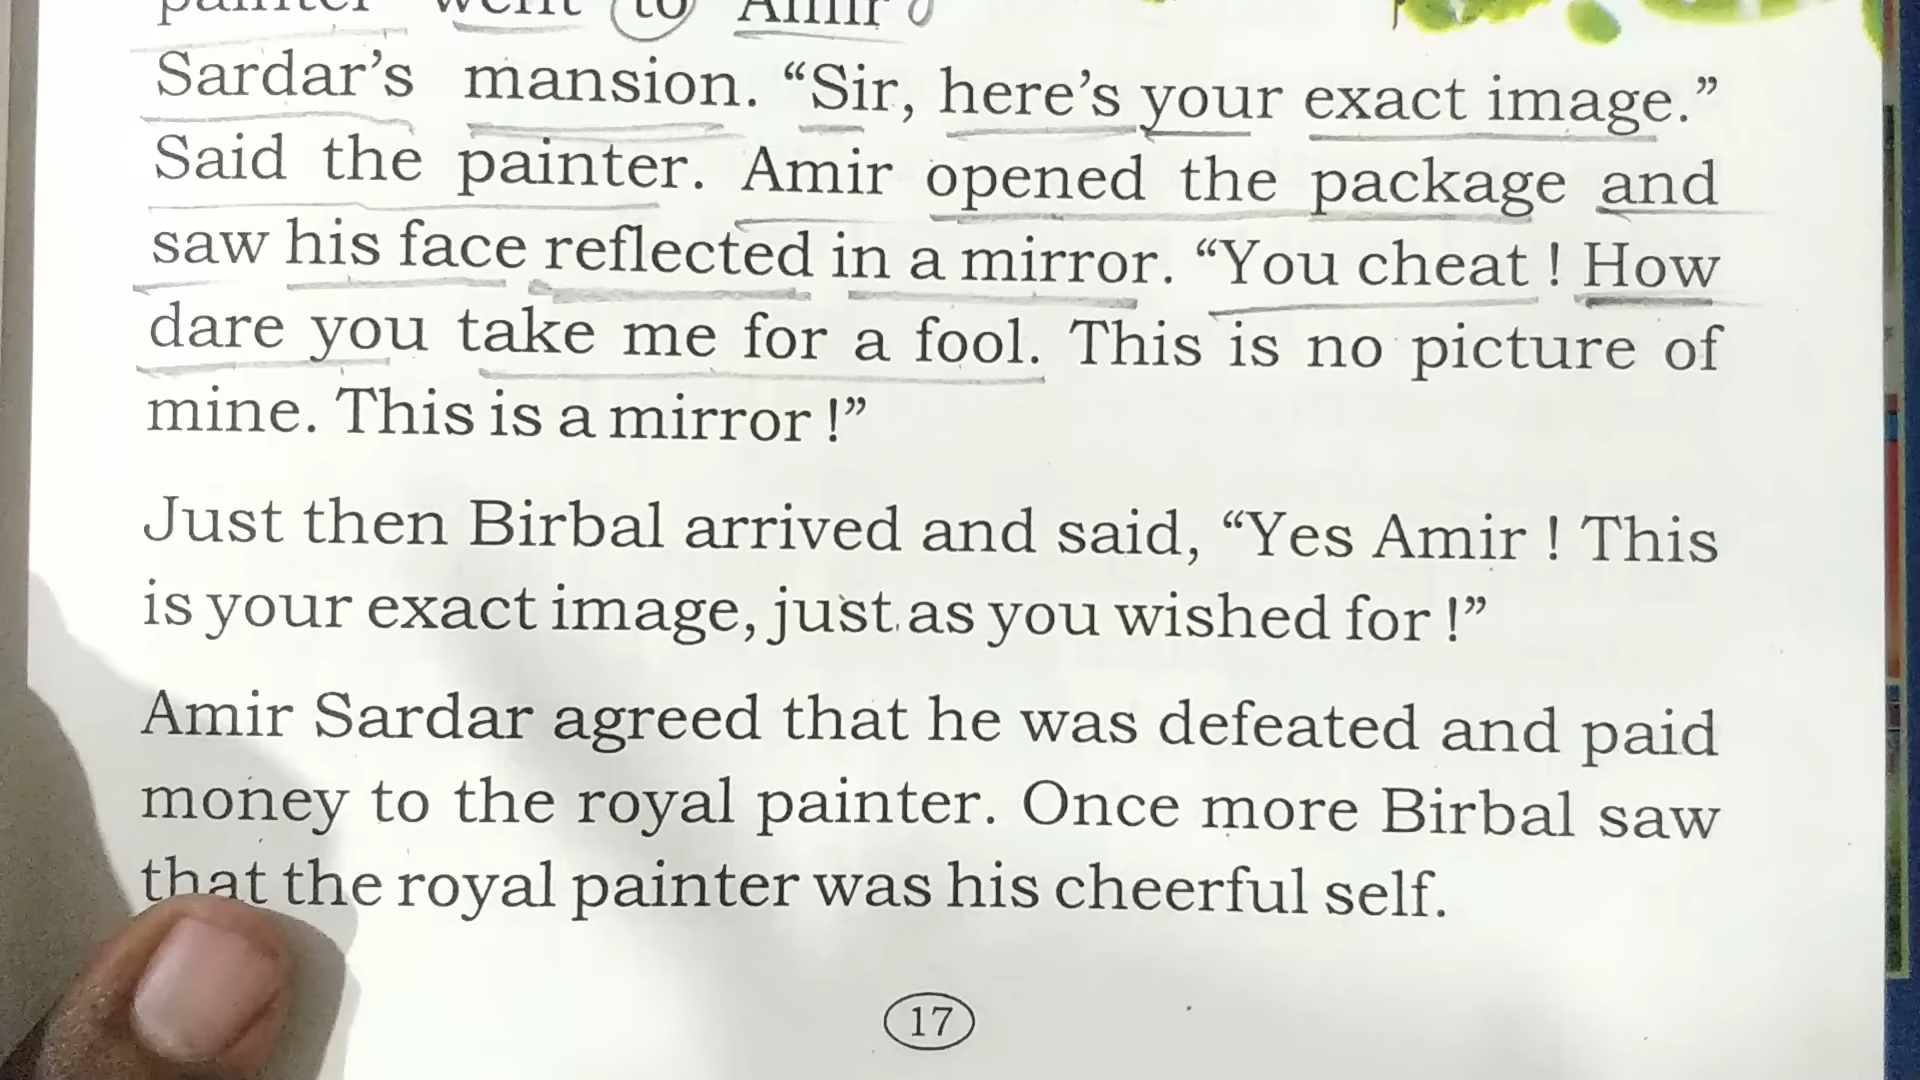 painter went to Amir
Sardar’s mansion. “Sir, here’s your exact image.”
Said the painter. Amir opened the package and
saw his face reflected in a mirror. “You cheat ! How
dare you take me for a fool. This is no picture of
mine. This is a mirror !”
Just then Birbal arrived and said, “Yes Amir ! This
is your exact image, just as you wished for !”
Amir Sardar agreed that he was defeated and paid
money to the royal painter. Once more Birbal saw
that the royal painter was his cheerful self.
17